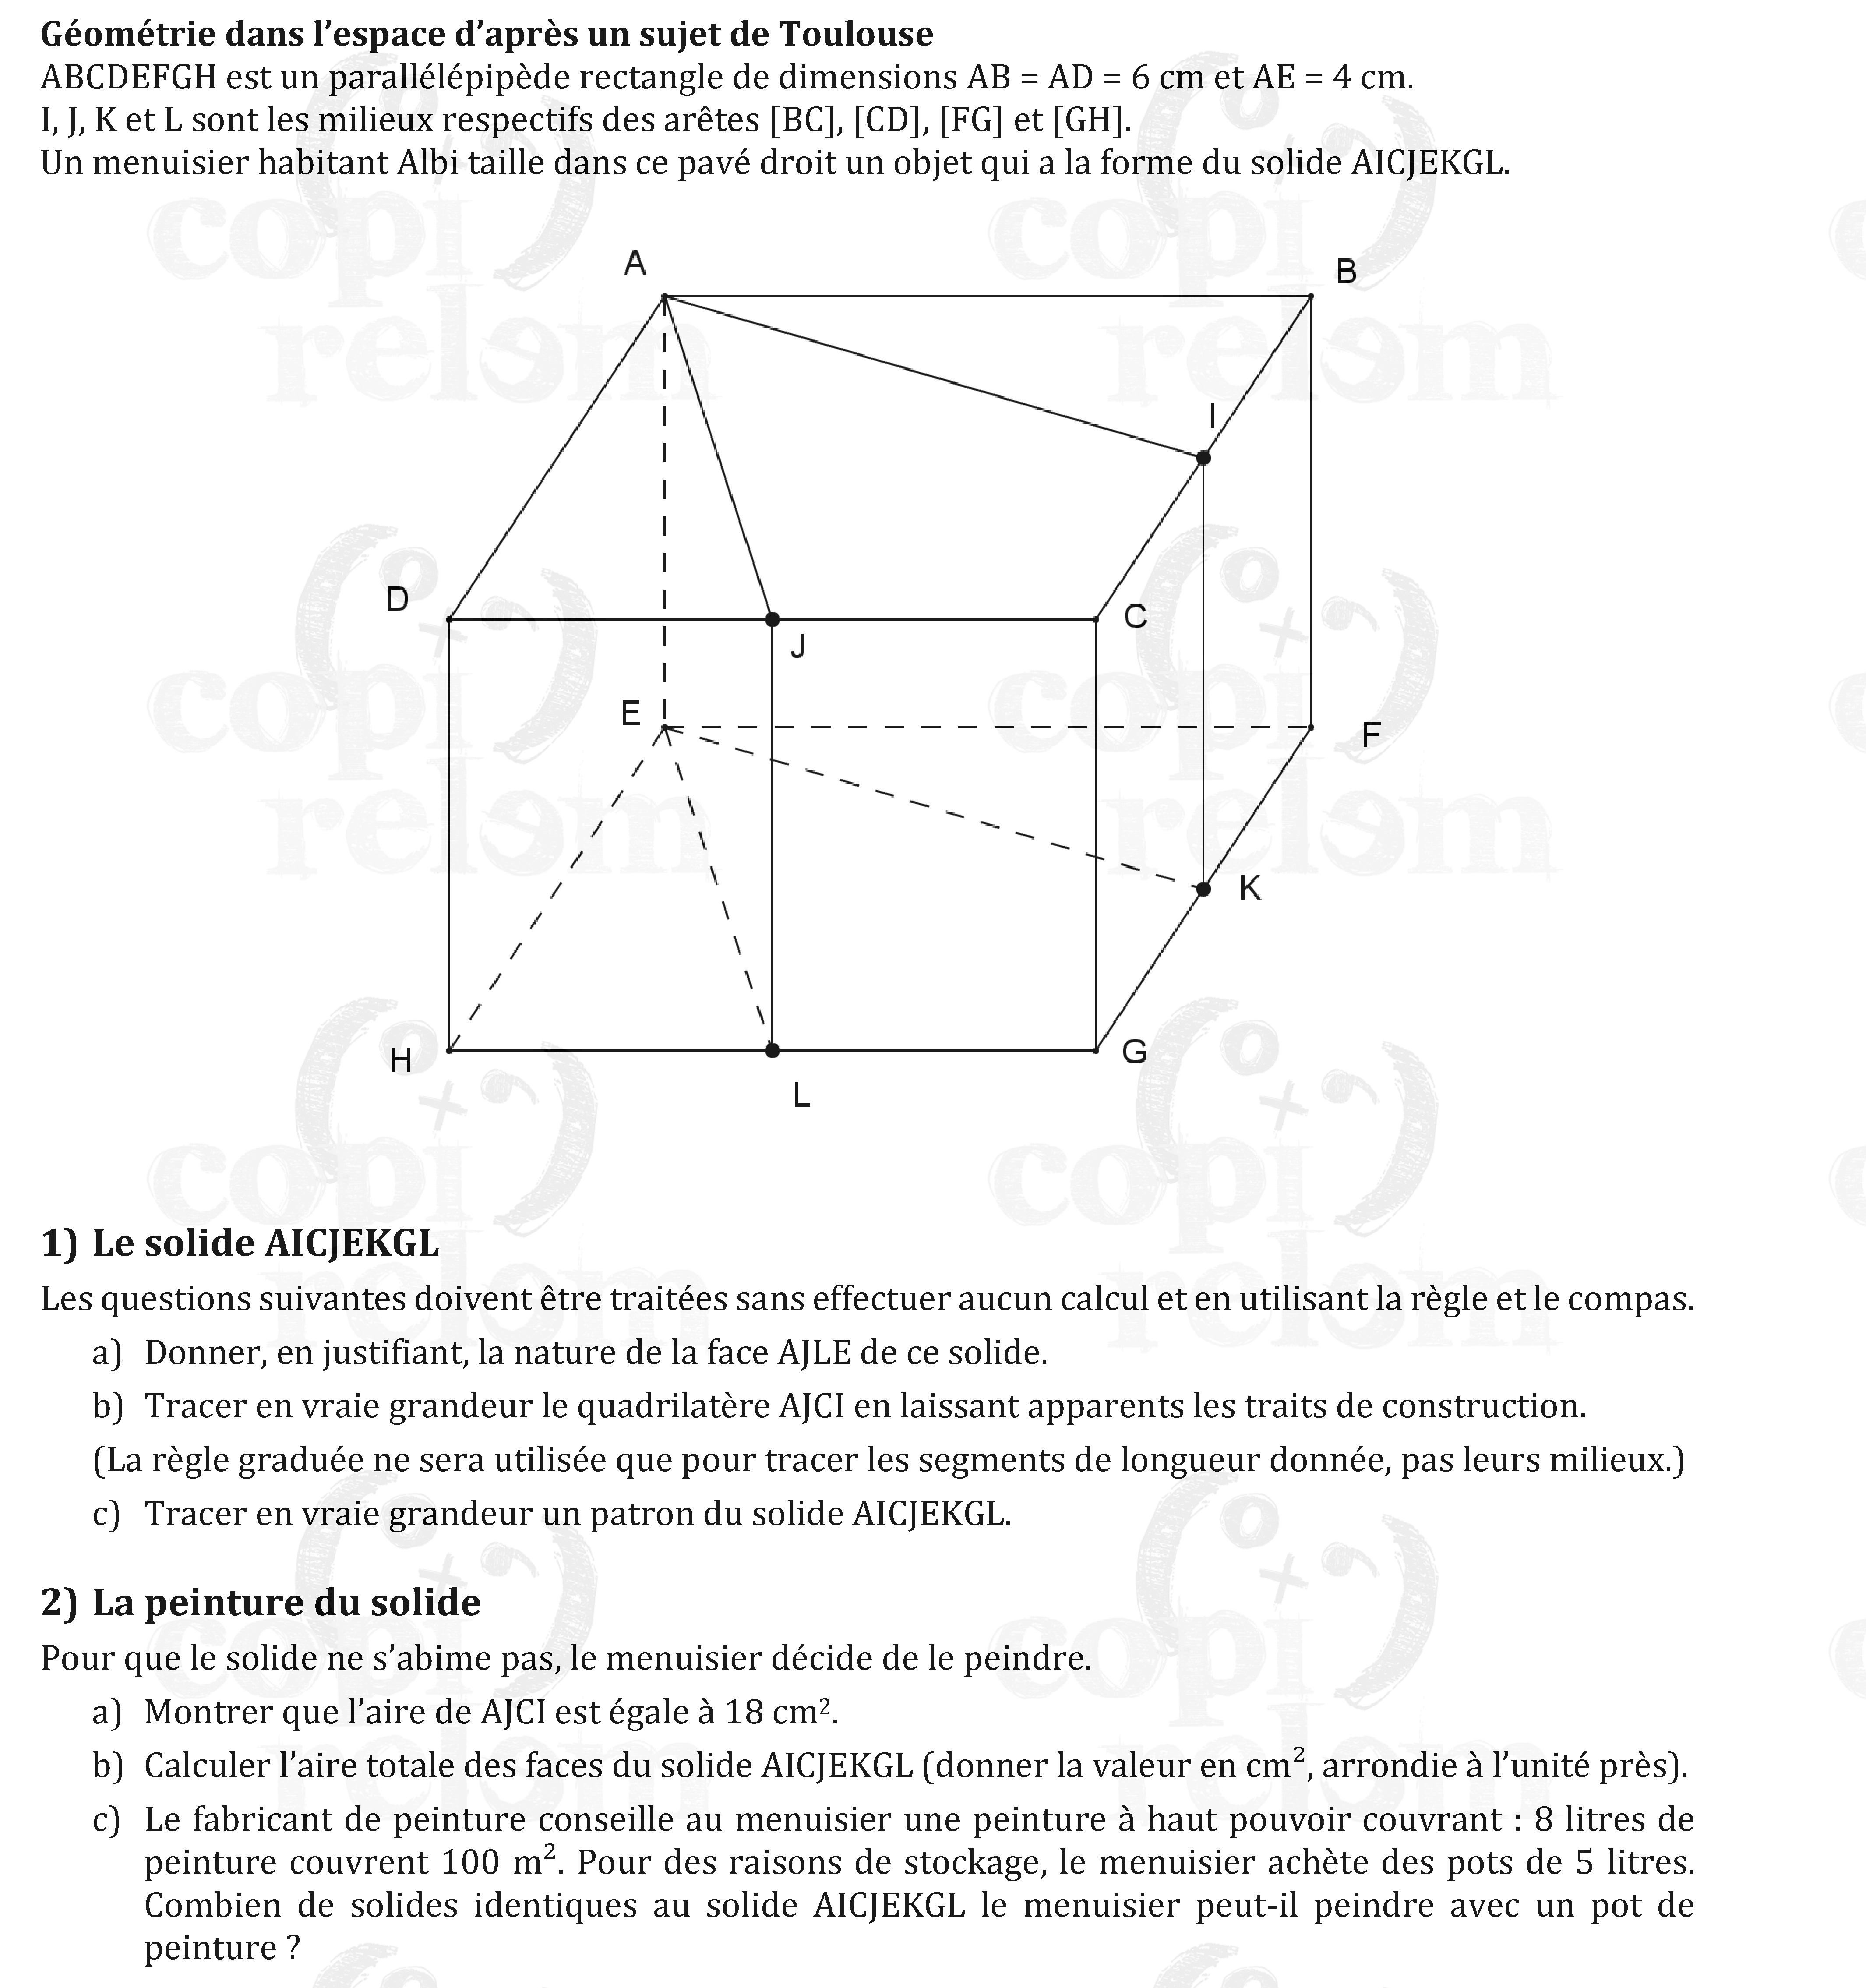 Géométrie dans l’espace d’après un sujet de Toulouse
ABCDEFGH est un parallélépipède rectangle de dimensions AB = AD = 6 cm et AE = 4 cm.
I, J, K et L sont les milieux respectifs des arêtes [BC], [CD], [FG] et [GH].
Un menuisier habitant Albi taille dans ce pavé droit un objet qui a la forme du solide AICJEKGL.
A
B
I
D
C
J
E
F
K
H
G
L
1) Le solide AICJEKGL
Les questions suivantes doivent être traitées sans effectuer aucun calcul et en utilisant la règle et le compas.
a) Donner, en justifiant, la nature de la face AJLE de ce solide.
b) Tracer en vraie grandeur le quadrilatère AJCI en laissant apparents les traits de construction.
(La règle graduée ne sera utilisée que pour tracer les segments de longueur donnée, pas leurs milieux.)
c) Tracer en vraie grandeur un patron du solide AICJEKGL.
2) La peinture du solide
Pour que le solide ne s’abime pas, le menuisier décide de le peindre.
a) Montrer que l’aire de AJCI est égale à 18 cm².
b) Calculer l’aire totale des faces du solide AICJEKGL (donner la valeur en cm², arrondie à l’unité près).
c) Le fabricant de peinture conseille au menuisier une peinture à haut pouvoir couvrant : 8 litres de
peinture couvrent 100 m². Pour des raisons de stockage, le menuisier achète des pots de 5 litres.
Combien de solides identiques au solide AICJEKGL le menuisier peut-il peindre avec un pot de
peinture ?
copi
relem